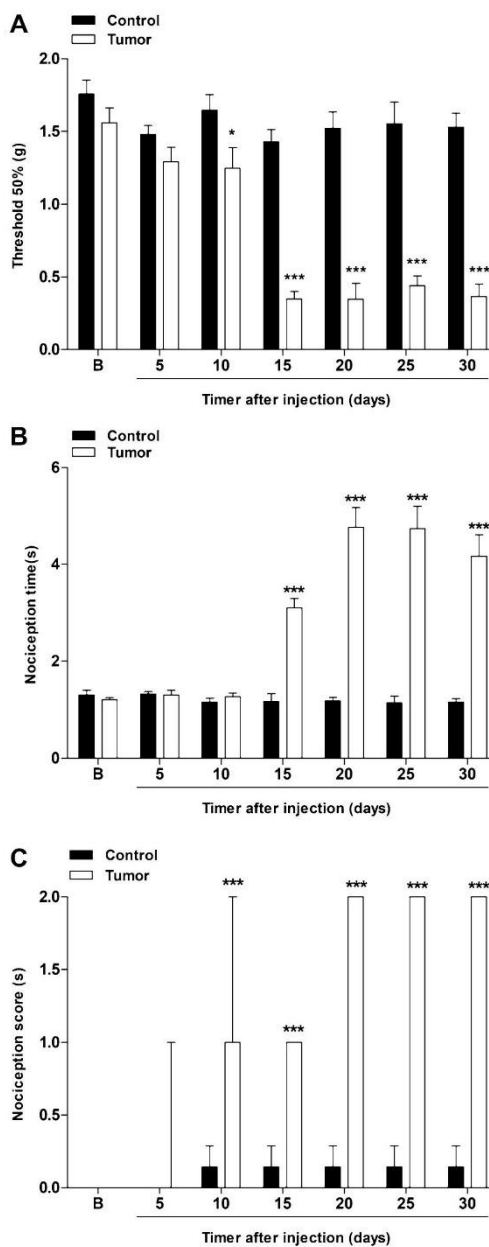 A
Control
Tumor
Threshold 50% (g)
2.0
1.5
1.0
0.5
0.0
*
***
***
***
***
B
5
10
15
20
25
30
Timer after injection (days)
B
Control
Tumor
Nociception time(s)
6
4
2
0
***
***
***
***
B
5
10
15
20
25
30
Timer after injection (days)
C
Control
Tumor
Nociception score (s)
2.0
1.5
1.0
0.5
0.0
***
***
***
***
***
B
5
10
15
20
25
30
Timer after injection (days)